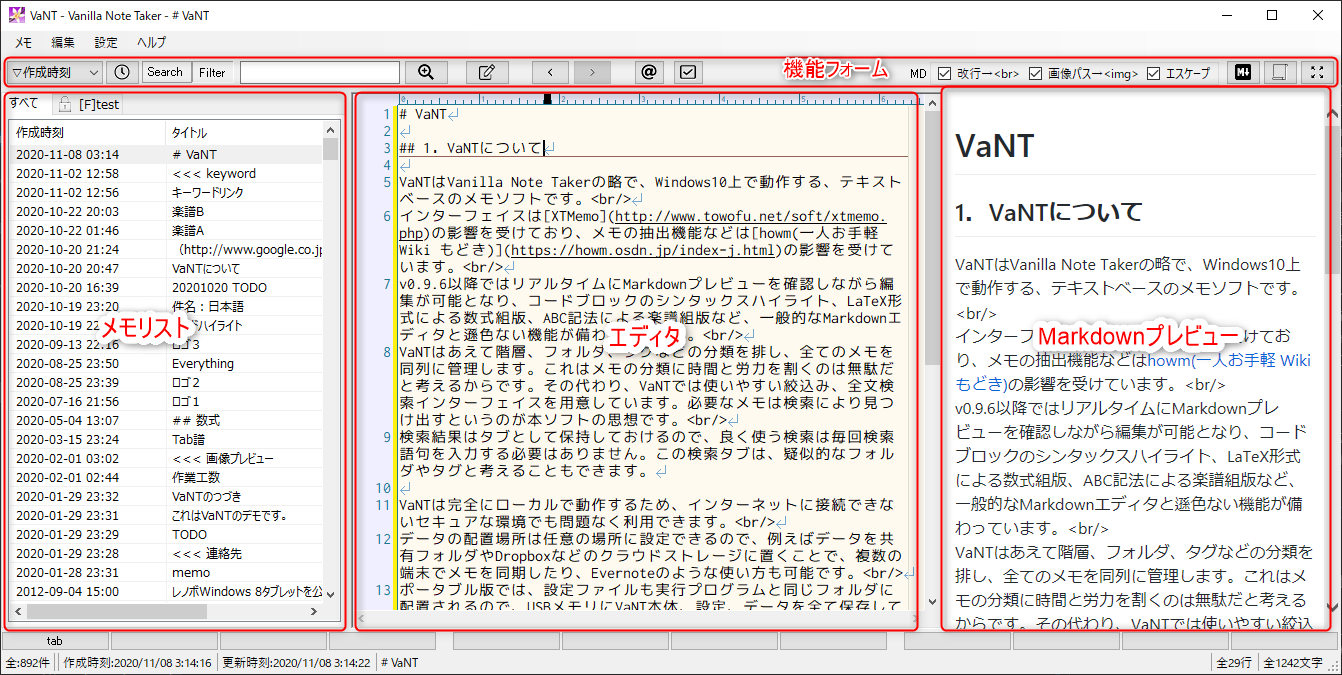 VaNT - Vanilla Note Taker - # VaNT
メモ 編集 設定 ヘルプ
▽作成時刻 Search Filter 機能フォーム MD 改行→<br> 画像パス→<img> エスケープ
すべて [F]test
作成時刻 タイトル
2020-11-08 03:14 # VaNT
2020-11-02 12:58 <<< keyword
2020-11-02 12:56 キーワードリンク
2020-10-22 20:03 楽譜B
2020-10-22 01:46 楽譜A
2020-10-20 21:24 （http://www.google.co.jp
2020-10-20 20:47 VaNTについて
2020-10-20 16:39 20201020 TODO
2020-10-19 23:20 件名：日本語
2020-10-19 22 ハイライト
メモリスト
2020-09-13 22:16 ロゴ3
2020-08-25 23:50 Everything
2020-08-25 23:39 ロゴ2
2020-07-16 21:56 ロゴ1
2020-05-04 13:07 ## 数式
2020-03-15 23:24 Tab譜
2020-02-01 03:02 <<< 画像プレビュー
2020-02-01 02:44 作業工数
2020-01-29 23:32 VaNTのつづき
2020-01-29 23:31 これはVaNTのデモです。
2020-01-29 23:29 TODO
2020-01-29 23:28 <<< 連絡先
2020-01-28 23:31 memo
2012-09-04 15:00 レノボWindows 8タブレットを公
0 1 2 3 4 5 6
1 # VaNT
2
3 ## 1. VaNTについて
4
5 VaNTはVanilla Note Takerの略で、Windows10上で動作する、テキスト
ベースのメモソフトです。<br/>
6 インターフェイスは[XTMemo](http://www.towofu.net/soft/xtmemo.
php)の影響を受けており、メモの抽出機能などは[howm(一人お手軽
Wiki もどき)](https://howm.osdn.jp/index-j.html)の影響を受けて
います。<br/>
7 v0.9.6以降ではリアルタイムにMarkdownプレビューを確認しながら編
集が可能となり、コードブロックのシンタックスハイライト、LaTeX形
式による数式組版、ABC記法による楽譜組版など、一般的なMarkdownエ
ディタと遜色ない機能が備わ 。<br/>
エディタ
8 VaNTはあえて階層、フォルダ、 などの分類を排し、全てのメモを
同列に管理します。これはメモの分類に時間と労力を割くのは無駄だ
と考えるからです。その代わり、VaNTでは使いやすい絞込み、全文検
索インターフェイスを用意しています。必要なメモは検索により見つ
け出すというのが本ソフトの思想です。<br/>
9 検索結果はタブとして保持しておけるので、良く使う検索は毎回検索
語句を入力する必要はありません。この検索タブは、疑似的なフォル
ダやタグと考えることもできます。
10
11 VaNTは完全にローカルで動作するため、インターネットに接続できな
いセキュアな環境でも問題なく利用できます。<br/>
12 データの配置場所は任意の場所に設定できるので、例えばデータを共
有フォルダやDropboxなどのクラウドストレージに置くことで、複数の
端末でメモを同期したり、Evernoteのような使い方も可能です。<br/>
13 ポータブル版では、設定ファイルも実行プログラムと同じフォルダに
配置されるので、USBメモリにVaNT本体、設定、データを全て保存して
VaNT
1. VaNTについて
VaNTはVanilla Note Takerの略で、Windows10上
で動作する、テキストベースのメモソフトです。
<br/>
インターフ けてお
Markdownプレビュー
り、メモの抽出機能などはhowm(一人お手軽 Wiki
もどき)の影響を受けています。<br/>
v0.9.6以降ではリアルタイムにMarkdownプレ
ビューを確認しながら編集が可能となり、コード
ブロックのシンタックスハイライト、LaTeX形式
による数式組版、ABC記法による楽譜組版など、
一般的なMarkdownエディタと遜色ない機能が備
わっています。<br/>
VaNTはあえて階層、フォルダ、タグなどの分類を
排し、全てのメモを同列に管理します。これはメ
モの分類に時間と労力を割くのは無駄だと考える
からです。その代わり、VaNTでは使いやすい絞込
tab
全:892件 作成時刻:2020/11/08 3:14:16 更新時刻:2020/11/08 3:14:22 # VaNT 全29行 全1242文字